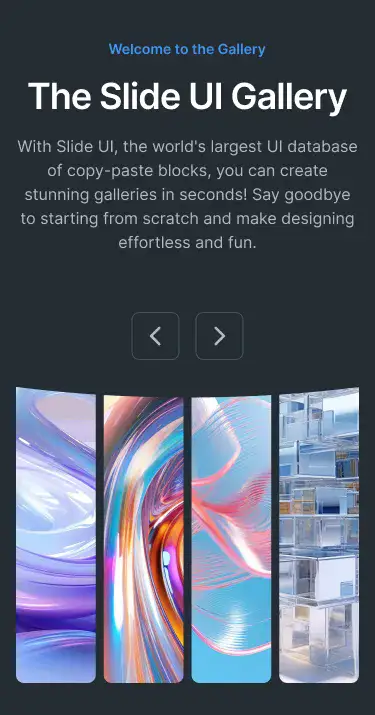 Welcome to the Gallery
The Slide UI Gallery
With Slide UI, the world's largest UI database
of copy-paste blocks, you can create
stunning galleries in seconds! Say goodbye
to starting from scratch and make designing
effortless and fun.